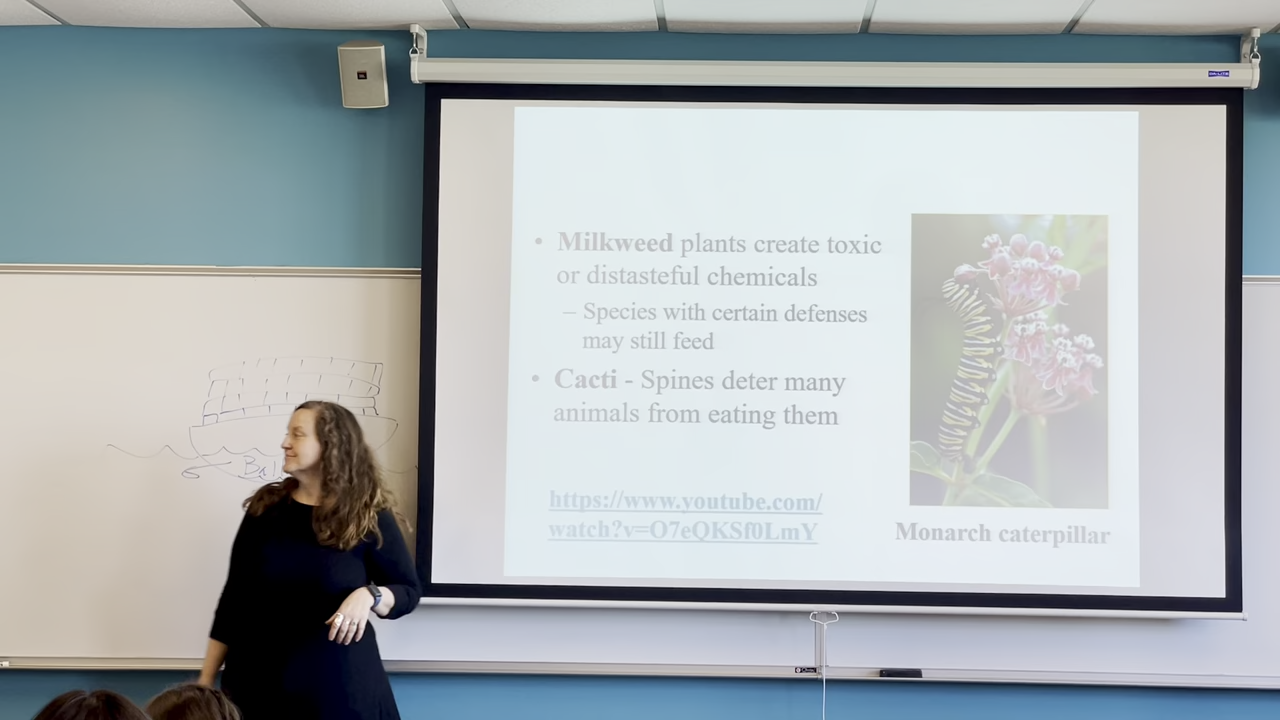 • Milkweed plants create toxic
or distasteful chemicals
– Species with certain defenses
may still feed
• Cacti - Spines deter many
animals from eating them
https://www.youtube.com/
watch?v=O7eQKSf0LmY
Monarch caterpillar